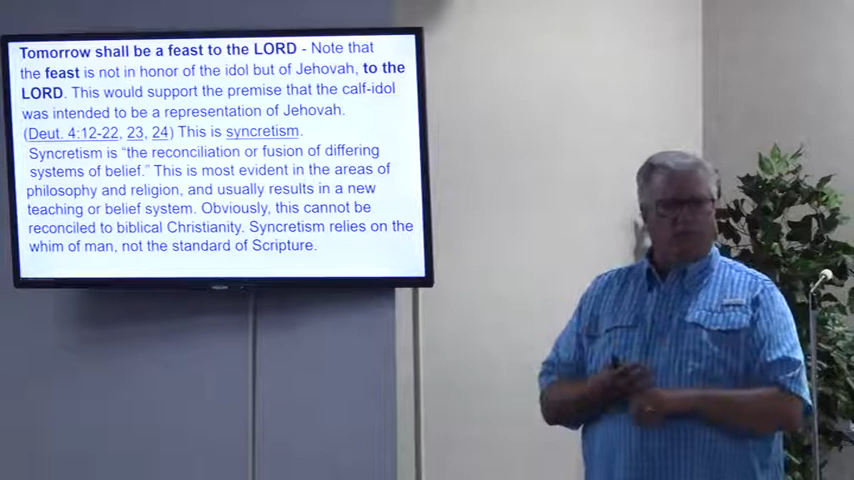 Tomorrow shall be a feast to the LORD - Note that
the feast is not in honor of the idol but of Jehovah, to the
LORD. This would support the premise that the calf-idol
was intended to be a representation of Jehovah.
(Deut. 4:12-22, 23, 24) This is syncretism.
Syncretism is “the reconciliation or fusion of differing
systems of belief.” This is most evident in the areas of
philosophy and religion, and usually results in a new
teaching or belief system. Obviously, this cannot be
reconciled to biblical Christianity. Syncretism relies on the
whim of man, not the standard of Scripture.